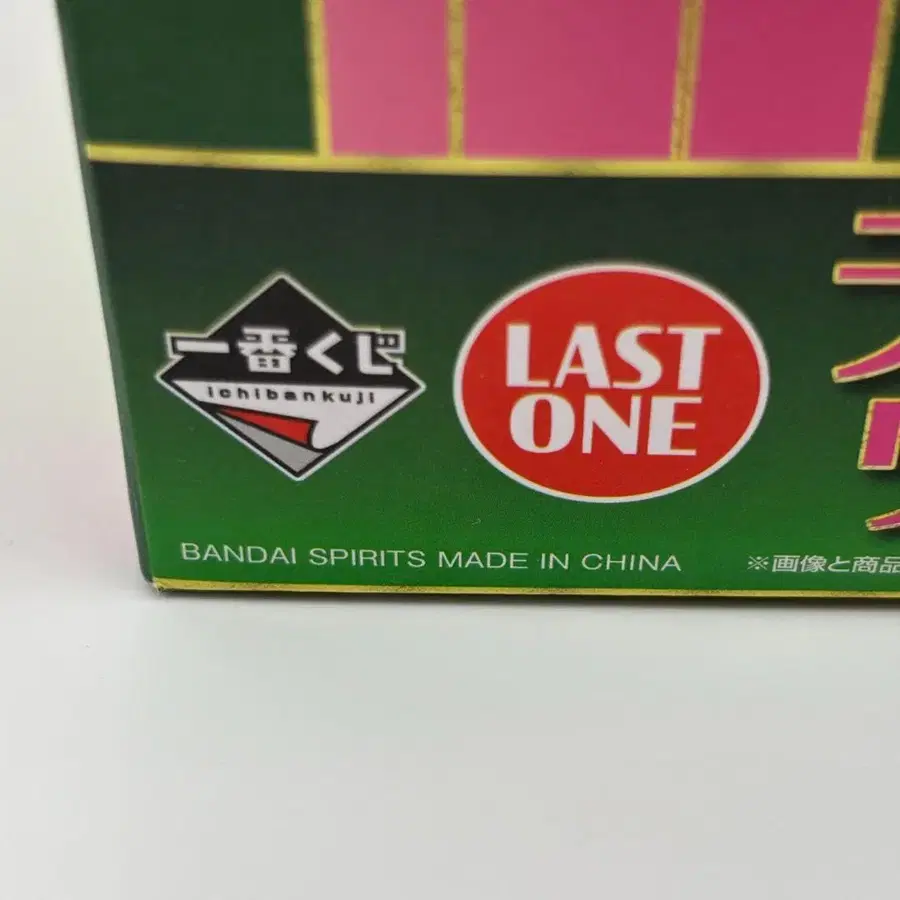 一番くじ
ichibankuji
LAST
ONE
BANDAI SPIRITS MADE IN CHINA
※画像と商品